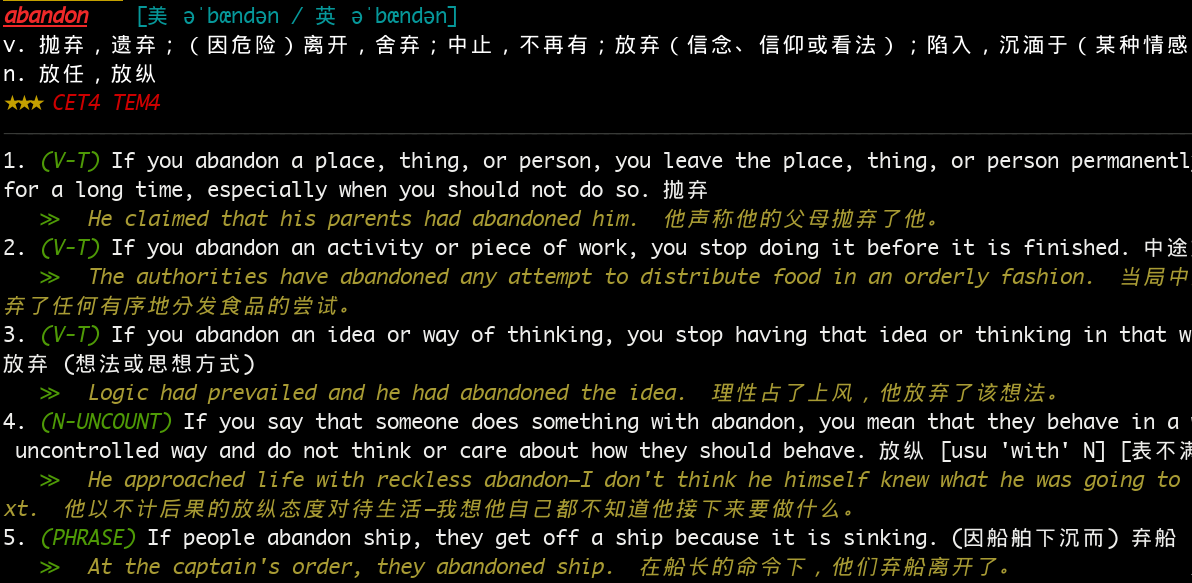 abandon [美 əˈbændən / 英 əˈbændən]
v. 抛弃，遗弃；（因危险）离开，舍弃；中止，不再有；放弃（信念、信仰或看法）；陷入，沉湎于（某种情感
n. 放任，放纵
★★★ CET4 TEM4
1. (V-T) If you abandon a place, thing, or person, you leave the place, thing, or person permanently
for a long time, especially when you should not do so. 抛弃
≫ He claimed that his parents had abandoned him. 他声称他的父母抛弃了他。
2. (V-T) If you abandon an activity or piece of work, you stop doing it before it is finished. 中途
≫ The authorities have abandoned any attempt to distribute food in an orderly fashion. 当局中
弃了任何有序地分发食品的尝试。
3. (V-T) If you abandon an idea or way of thinking, you stop having that idea or thinking in that w
放弃 (想法或思想方式)
≫ Logic had prevailed and he had abandoned the idea. 理性占了上风，他放弃了该想法。
4. (N-UNCOUNT) If you say that someone does something with abandon, you mean that they behave in a
uncontrolled way and do not think or care about how they should behave. 放纵 [usu 'with' N] [表不满
≫ He approached life with reckless abandon—I don't think he himself knew what he was going to
xt. 他以不计后果的放纵态度对待生活—我想他自己都不知道他接下来要做什么。
5. (PHRASE) If people abandon ship, they get off a ship because it is sinking. (因船舶下沉而) 弃船
≫ At the captain's order, they abandoned ship. 在船长的命令下，他们弃船离开了。